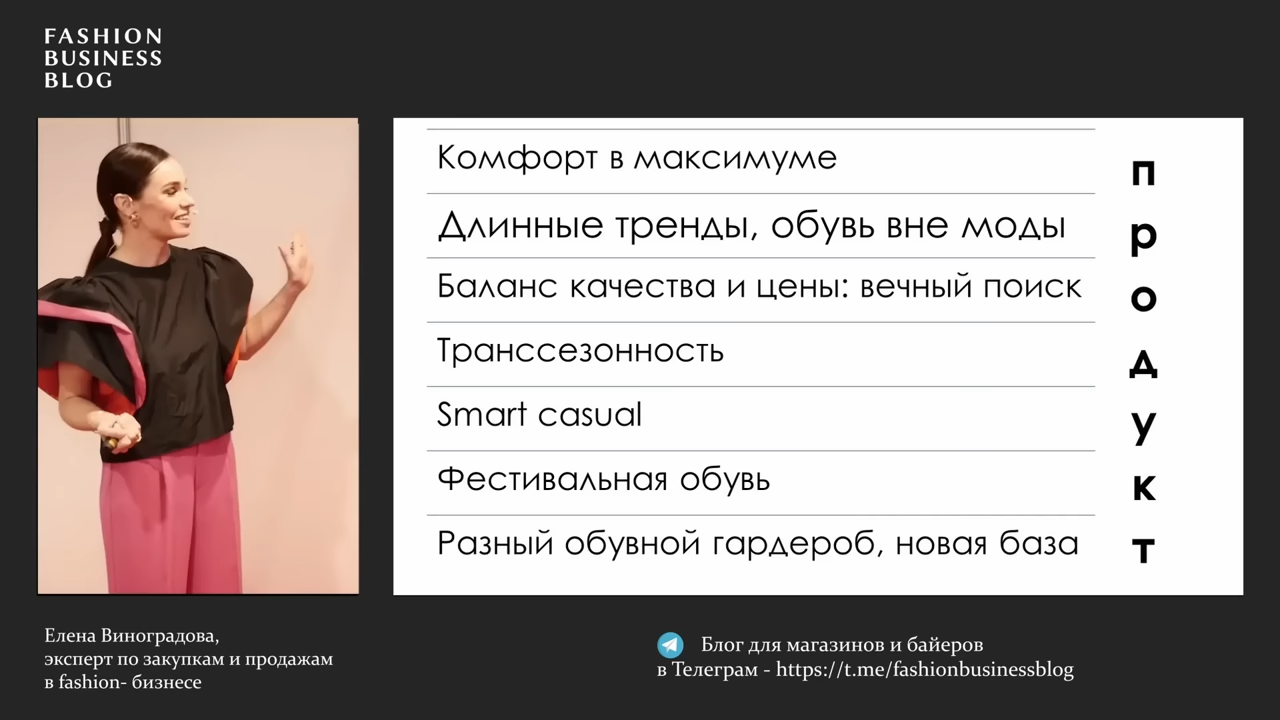 FASHION
BUSINESS
BLOG
Комфорт в максимуме
Длинные тренды, обувь вне моды
Баланс качества и цены: вечный поиск
Транссезонность
Smart casual
Фестивальная обувь
Разный обувной гардероб, новая база
п
р
о
д
у
к
т
Елена Виноградова,
эксперт по закупкам и продажам
в fashion- бизнесе
Блог для магазинов и байеров
в Телеграм - https://t.me/fashionbusinessblog